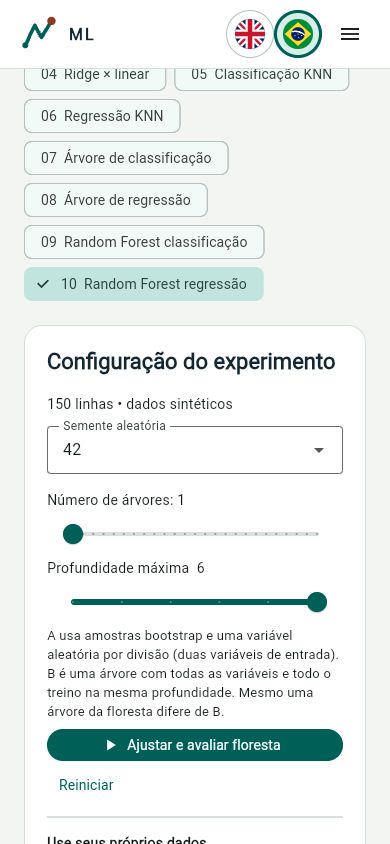 ML
04 Ridge × linear
05 Classificação KNN
06 Regressão KNN
07 Árvore de classificação
08 Árvore de regressão
09 Random Forest classificação
10 Random Forest regressão
Configuração do experimento
150 linhas • dados sintéticos
Semente aleatória
42
Número de árvores: 1
Profundidade máxima 6
A usa amostras bootstrap e uma variável
aleatória por divisão (duas variáveis de entrada).
B é uma árvore com todas as variáveis e todo o
treino na mesma profundidade. Mesmo uma
árvore da floresta difere de B.
Ajustar e avaliar floresta
Reiniciar
Use seus próprios dados